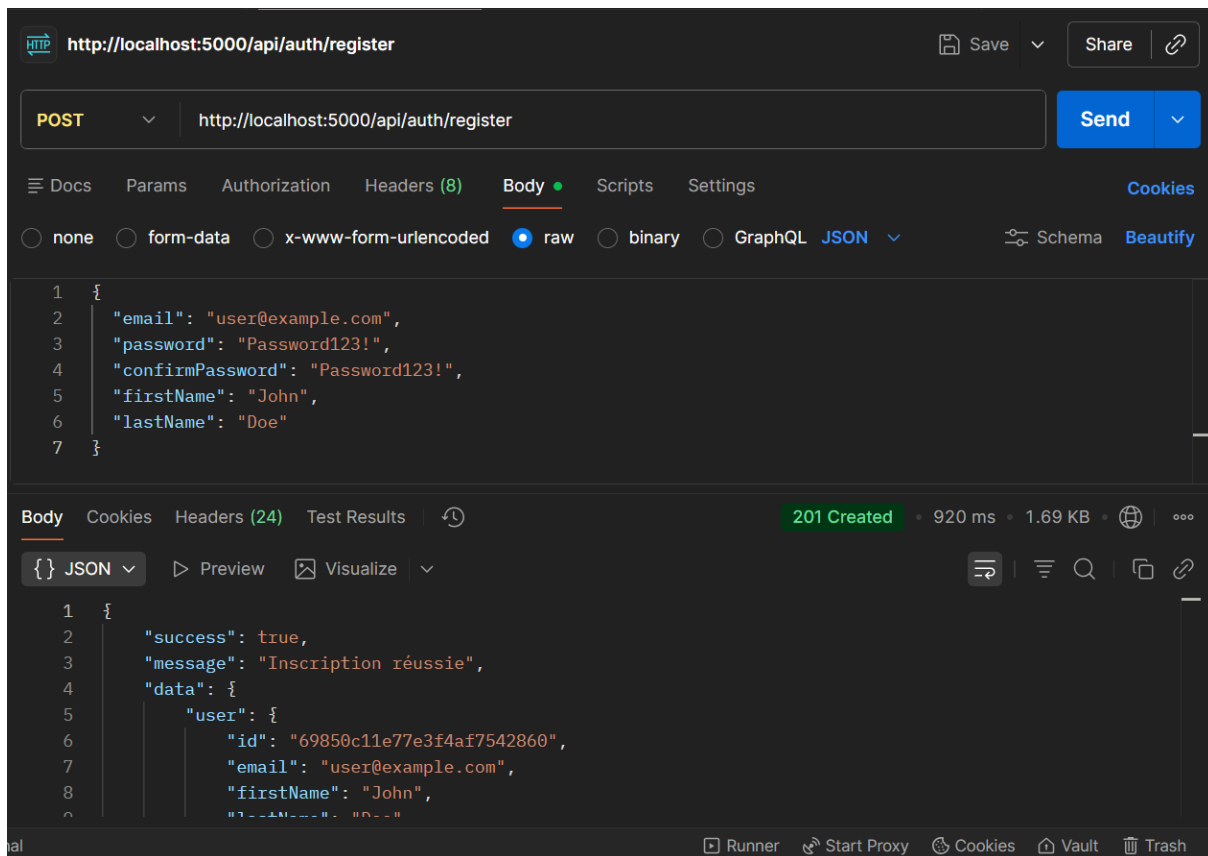 HTTP http://localhost:5000/api/auth/register Save Share
POST http://localhost:5000/api/auth/register Send
Docs Params Authorization Headers (8) Body Scripts Settings Cookies
none form-data x-www-form-urlencoded raw binary GraphQL JSON Schema Beautify
1 {
2 "email": "user@example.com",
3 "password": "Password123!",
4 "confirmPassword": "Password123!",
5 "firstName": "John",
6 "lastName": "Doe"
7 }
Body Cookies Headers (24) Test Results 201 Created • 920 ms • 1.69 KB •
{} JSON Preview Visualize
1 {
2 "success": true,
3 "message": "Inscription réussie",
4 "data": {
5 "user": {
6 "id": "69850c11e77e3f4af7542860",
7 "email": "user@example.com",
8 "firstName": "John",
9 "lastName": "Doe"
Runner Start Proxy Cookies Vault Trash